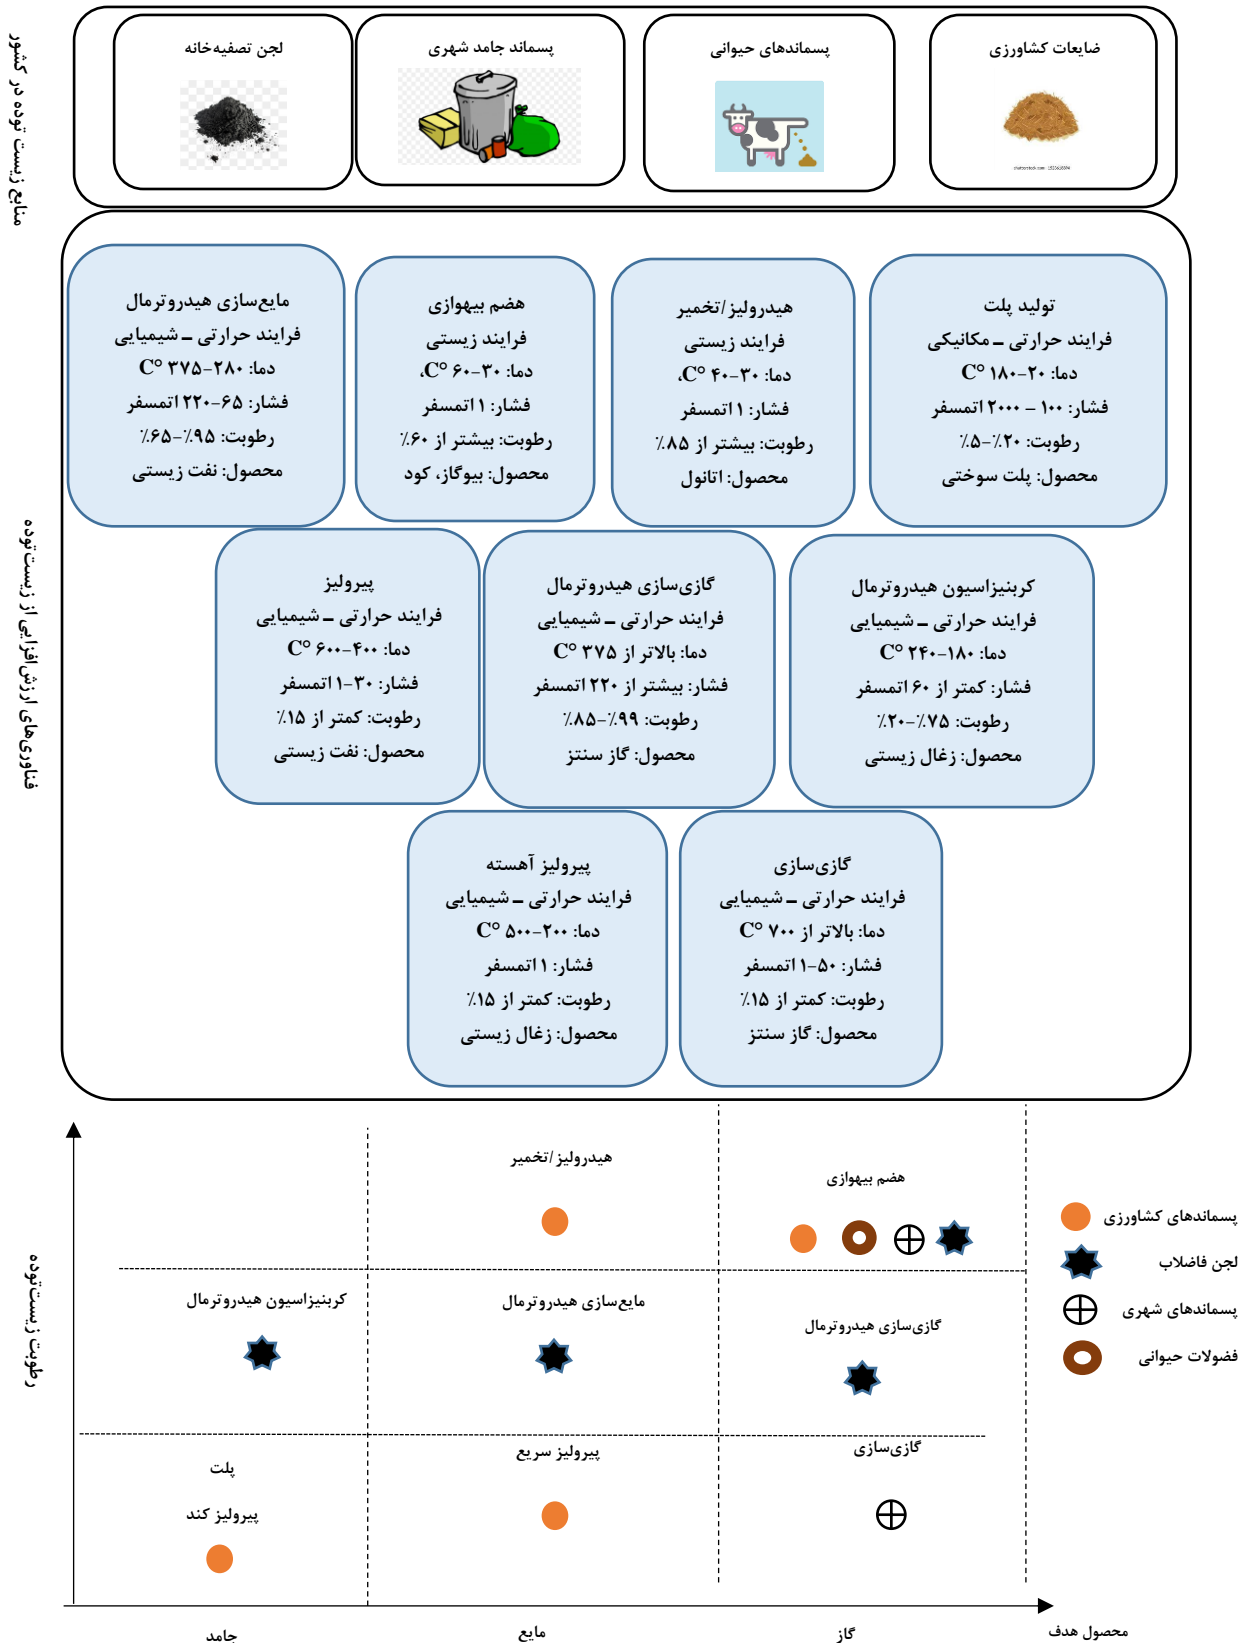 منابع زیست توده در کشور
ضایعات کشاورزی
پسماندهای حیوانی
پسماند جامد شهری
لجن تصفیه‌خانه
فناوری‌های ارزش‌افزایی از زیست‌توده
تولید پلت
فرایند حرارتی – مکانیکی
دما: ۲۰-۱۸۰ °C
فشار: ۱۰۰ – ۲۰۰۰ اتمسفر
رطوبت: ۲۰٪-۵٪
محصول: پلت سوختی
هیدرولیز/تخمیر
فرایند زیستی
دما: ۳۰-۴۰ °C،
فشار: ۱ اتمسفر
رطوبت: بیشتر از ۸۵٪
محصول: اتانول
هضم بیهوازی
فرایند زیستی
دما: ۳۰-۶۰ °C،
فشار: ۱ اتمسفر
رطوبت: بیشتر از ۶۰٪
محصول: بیوگاز، کود
مایع‌سازی هیدروترمال
فرایند حرارتی – شیمیایی
دما: ۲۸۰-۳۷۵ °C
فشار: ۶۵-۲۲۰ اتمسفر
رطوبت: ۹۵٪-۶۵٪
محصول: نفت زیستی
کربنیزاسیون هیدروترمال
فرایند حرارتی – شیمیایی
دما: ۱۸۰-۲۴۰ °C
فشار: کمتر از ۶۰ اتمسفر
رطوبت: ۷۵٪-۲۰٪
محصول: زغال زیستی
گازی‌سازی هیدروترمال
فرایند حرارتی – شیمیایی
دما: بالاتر از ۳۷۵ °C
فشار: بیشتر از ۲۲۰ اتمسفر
رطوبت: ۹۹٪-۸۵٪
محصول: گاز سنتز
پیرولیز
فرایند حرارتی – شیمیایی
دما: ۴۰۰-۶۰۰ °C
فشار: ۳۰-۱ اتمسفر
رطوبت: کمتر از ۱۵٪
محصول: نفت زیستی
گازی‌سازی
فرایند حرارتی – شیمیایی
دما: بالاتر از ۷۰۰ °C
فشار: ۵۰-۱ اتمسفر
رطوبت: کمتر از ۱۵٪
محصول: گاز سنتز
پیرولیز آهسته
فرایند حرارتی – شیمیایی
دما: ۲۰۰-۵۰۰ °C
فشار: ۱ اتمسفر
رطوبت: کمتر از ۱۵٪
محصول: زغال زیستی
رطوبت زیست‌توده
هضم بیهوازی
هیدرولیز/تخمیر
گازی‌سازی هیدروترمال
مایع‌سازی هیدروترمال
کربنیزاسیون هیدروترمال
گازی‌سازی
پیرولیز سریع
پلت
پیرولیز کند
پسماندهای کشاورزی
لجن فاضلاب
پسماندهای شهری
فضولات حیوانی
محصول هدف
گاز
مایع
جامد